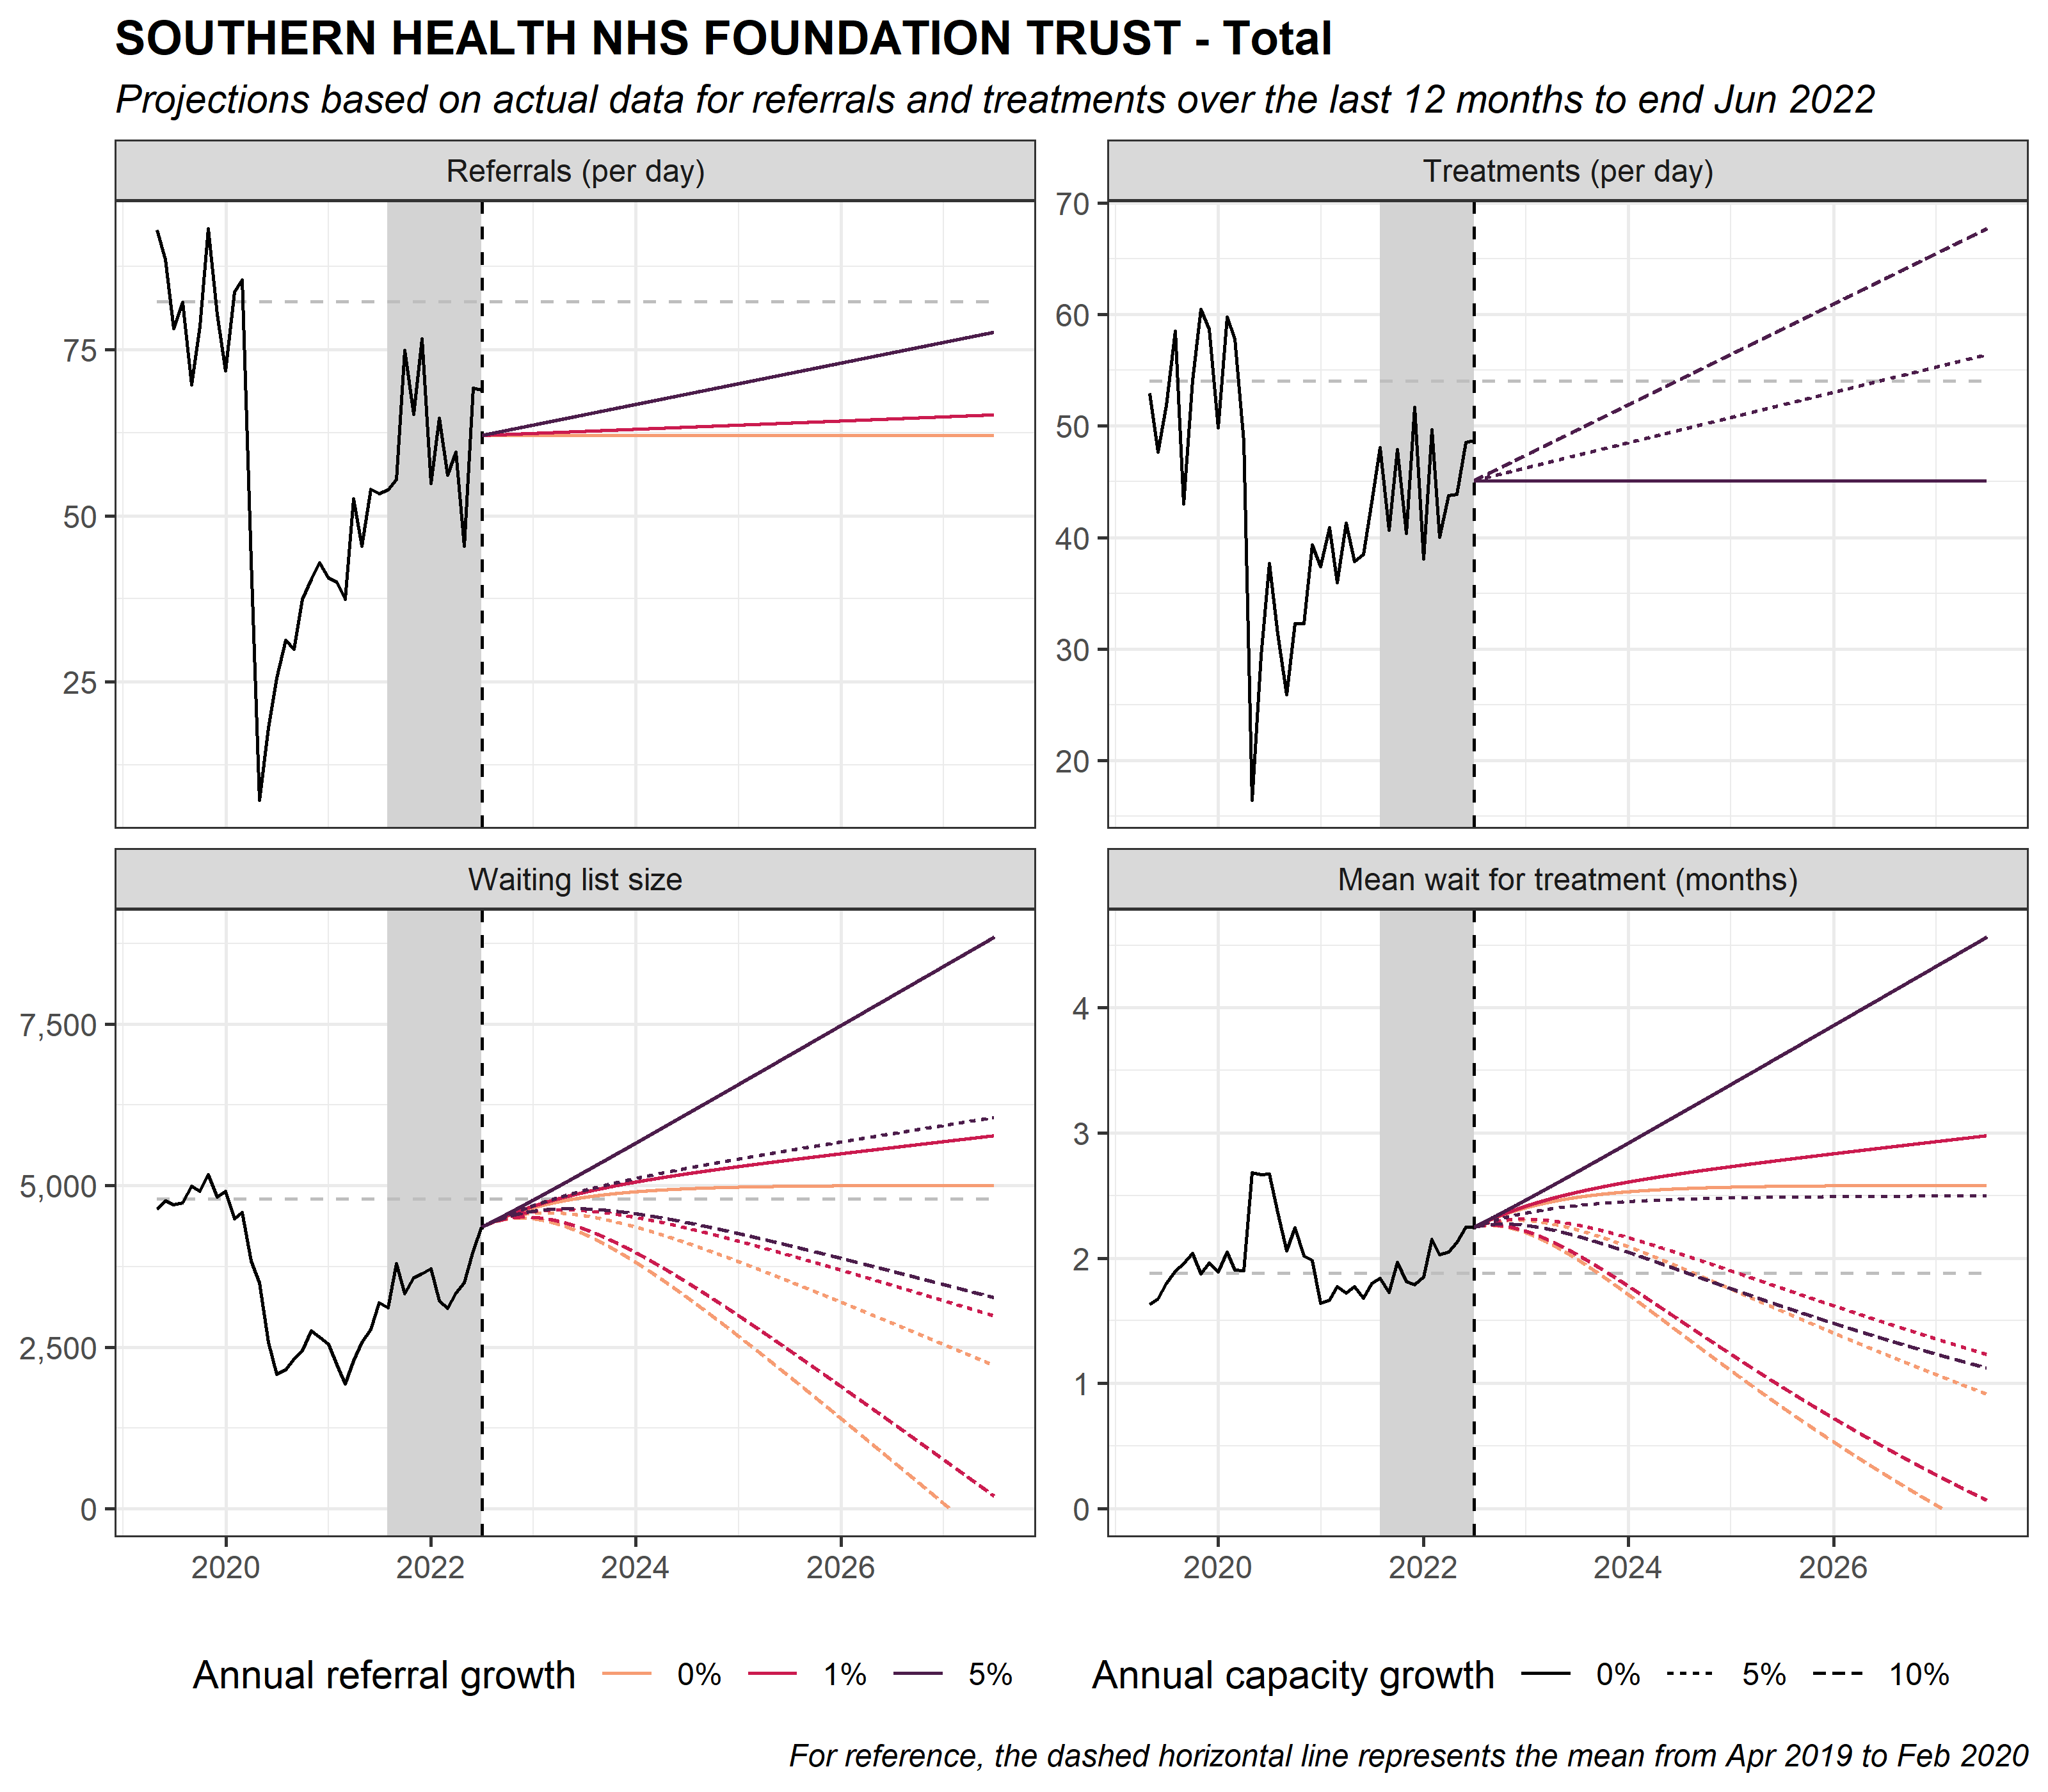 SOUTHERN HEALTH NHS FOUNDATION TRUST - Total
Projections based on actual data for referrals and treatments over the last 12 months to end Jun 2022
Referrals (per day)
75
50
25
Treatments (per day)
70
60
50
40
30
20
Waiting list size
7,500
5,000
2,500
0
2020 2022 2024 2026
Mean wait for treatment (months)
4
3
2
1
0
2020 2022 2024 2026
Annual referral growth 0% 1% 5%
Annual capacity growth 0% 5% 10%
For reference, the dashed horizontal line represents the mean from Apr 2019 to Feb 2020